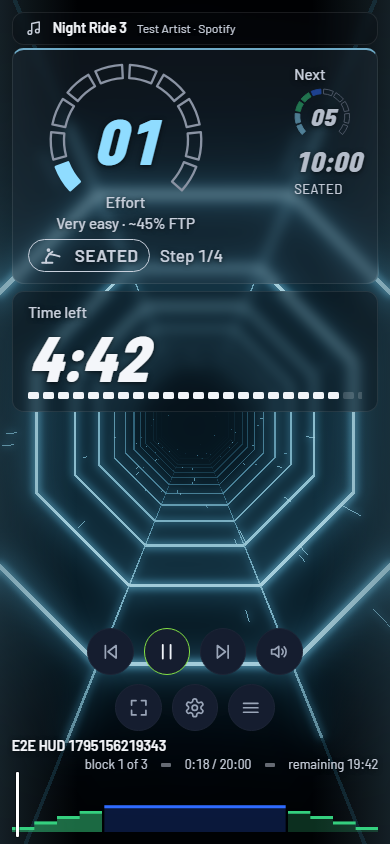 Night Ride 3 Test Artist · Spotify
01
Effort
Very easy · ~45% FTP
SEATED Step 1/4
Next
05
10:00
SEATED
Time left
4:42
E2E HUD 1795156219343
block 1 of 3 0:18 / 20:00 remaining 19:42